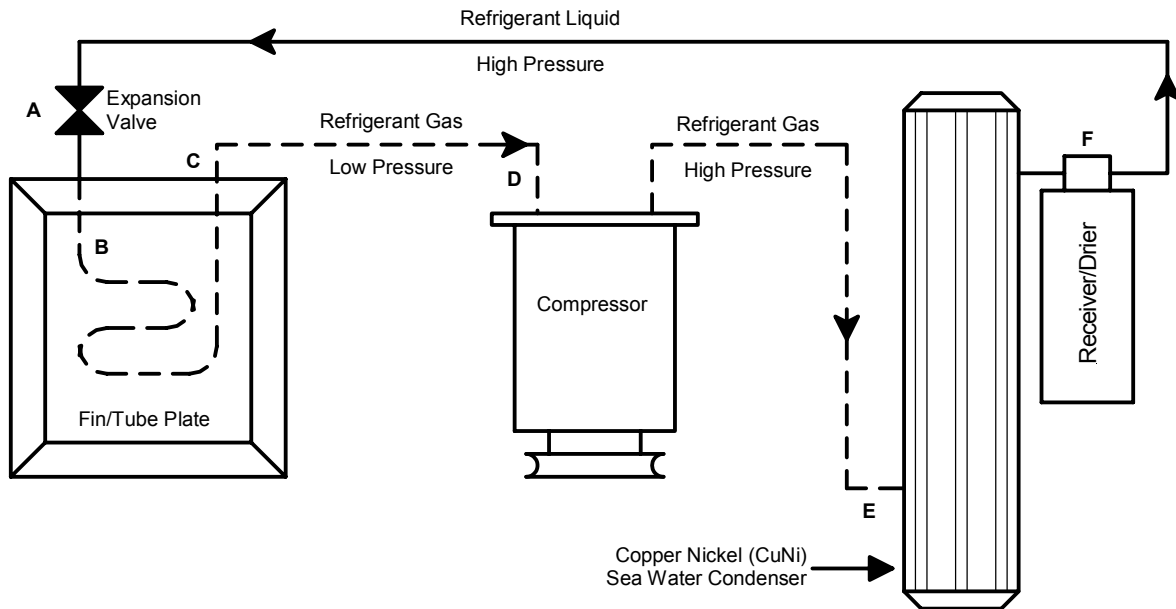 Refrigerant Liquid
High Pressure
A
Expansion
Valve
Refrigerant Gas
Low Pressure
Refrigerant Gas
High Pressure
C
D
F
B
Compressor
Receiver/Drier
Fin/Tube Plate
E
Copper Nickel (CuNi)
Sea Water Condenser